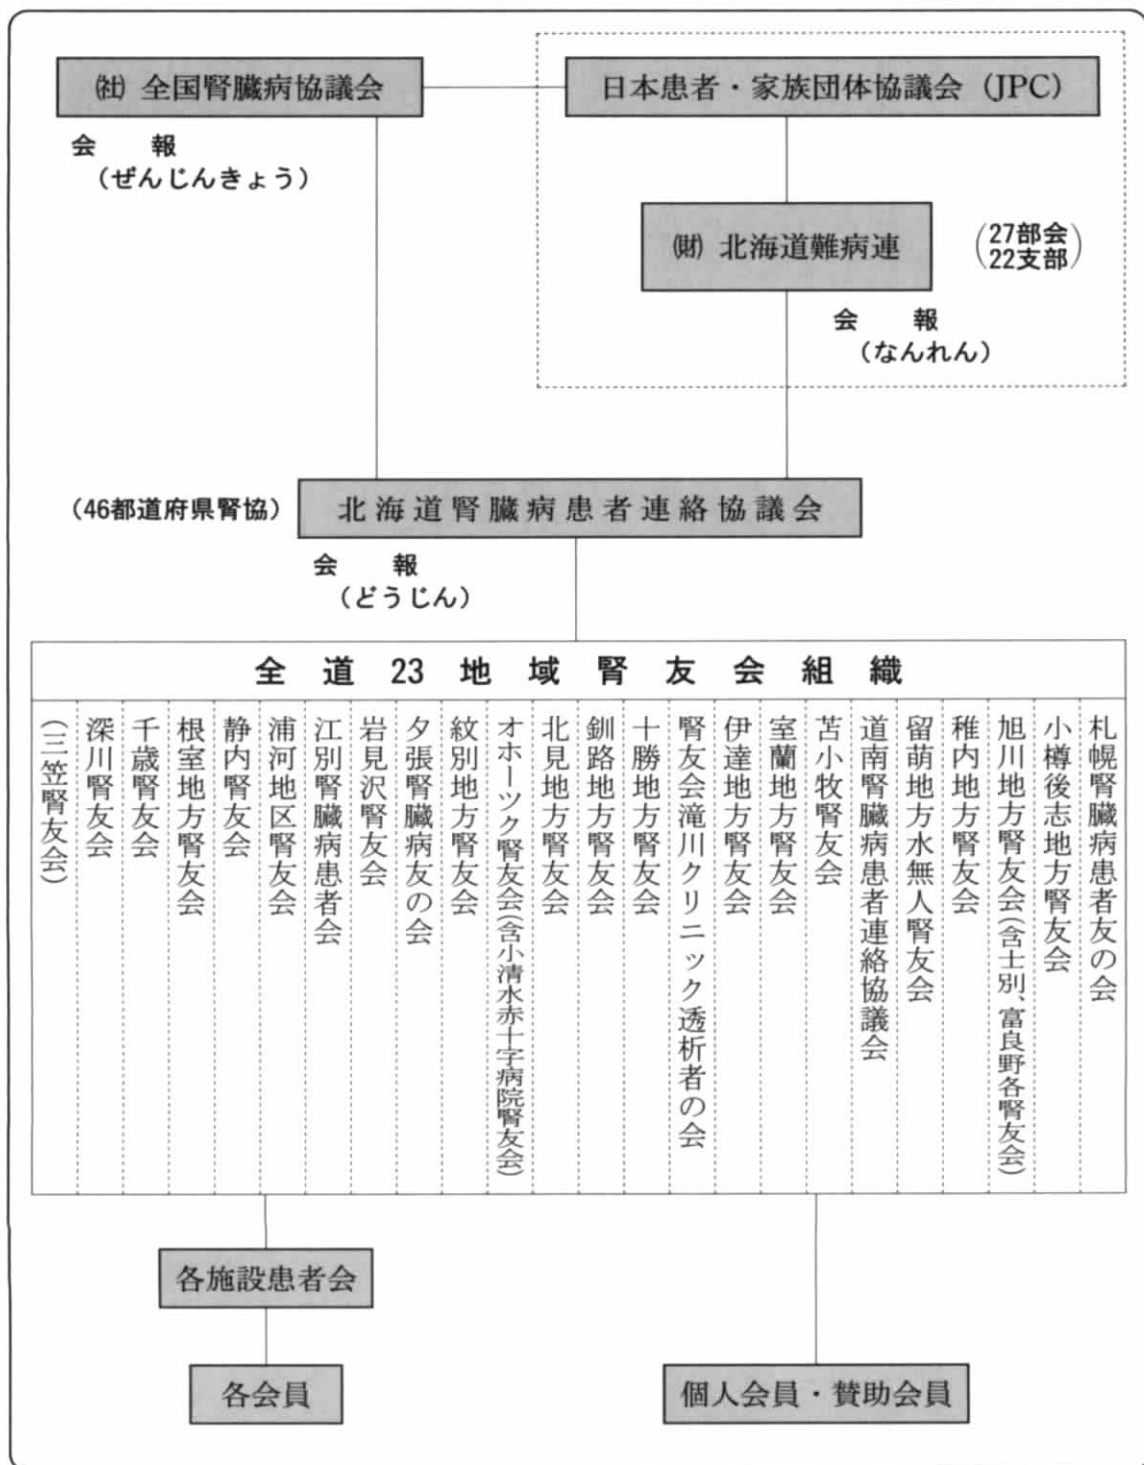 ㈳ 全国腎臓病協議会
会　報
(ぜんじんきょう)
日本患者・家族団体協議会 (JPC)
㈶ 北海道難病連
(27部会
22支部)
会　報
(なんれん)
(46都道府県腎協)
北海道腎臓病患者連絡協議会
会　報
(どうじん)
全道23地域腎友会組織
札幌腎臓病患者友の会
小樽後志地方腎友会
旭川地方腎友会(含士別、富良野各腎友会)
稚内地方腎友会
留萌地方水無人腎友会
道南腎臓病患者連絡協議会
苫小牧腎友会
室蘭地方腎友会
伊達地方腎友会
腎友会滝川クリニック透析者の会
十勝地方腎友会
釧路地方腎友会
北見地方腎友会
オホーツク腎友会(含小清水赤十字病院腎友会)
紋別地方腎友会
夕張腎臓病友の会
岩見沢腎友会
江別腎臓病患者会
浦河地区腎友会
静内腎友会
根室地方腎友会
千歳腎友会
深川腎友会
(三笠腎友会)
各施設患者会
各会員
個人会員・賛助会員